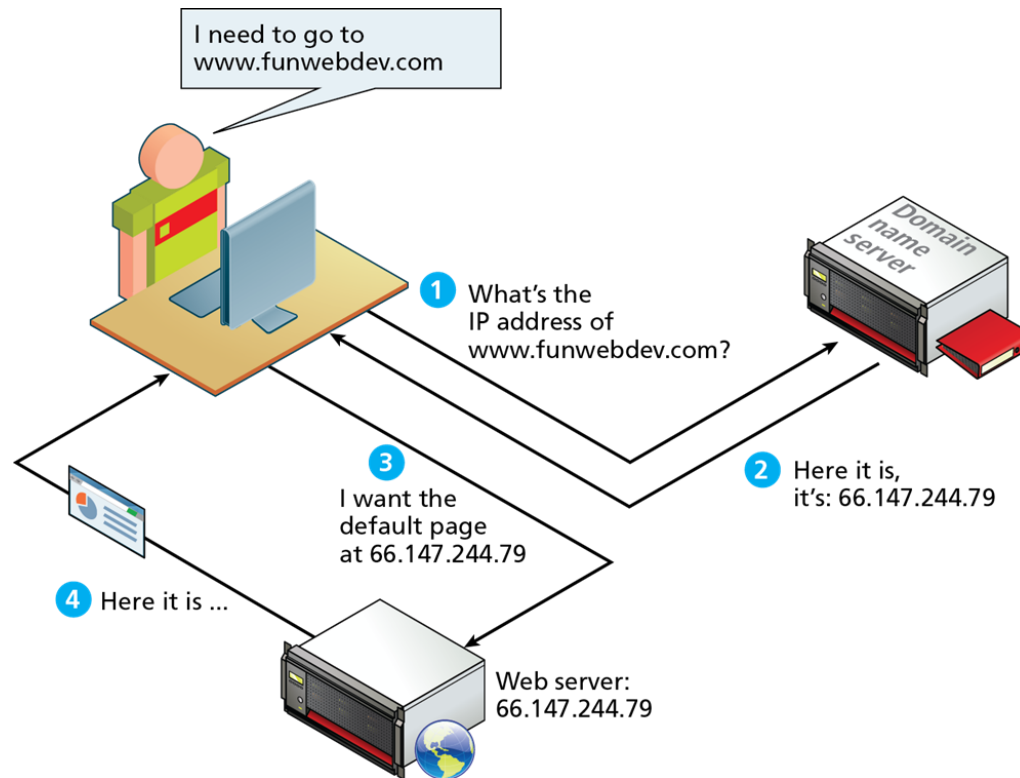 I need to go to
www.funwebdev.com
Domain
name
server
1 What's the
IP address of
www.funwebdev.com?
2 Here it is,
it's: 66.147.244.79
3
I want the
default page
at 66.147.244.79
4 Here it is ...
Web server:
66.147.244.79